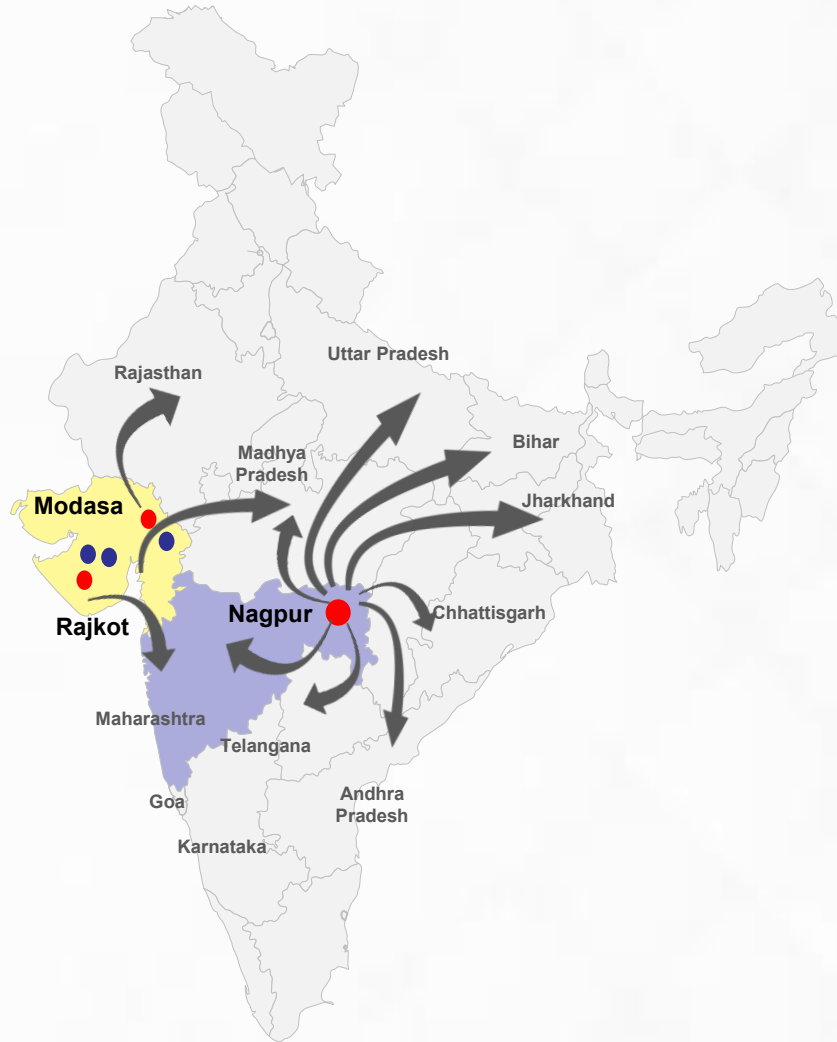 Uttar Pradesh
Rajasthan
Bihar
Madhya
Pradesh
Jharkhand
Modasa
Nagpur
Chhattisgarh
Rajkot
Maharashtra
Telangana
Goa
Andhra
Pradesh
Karnataka